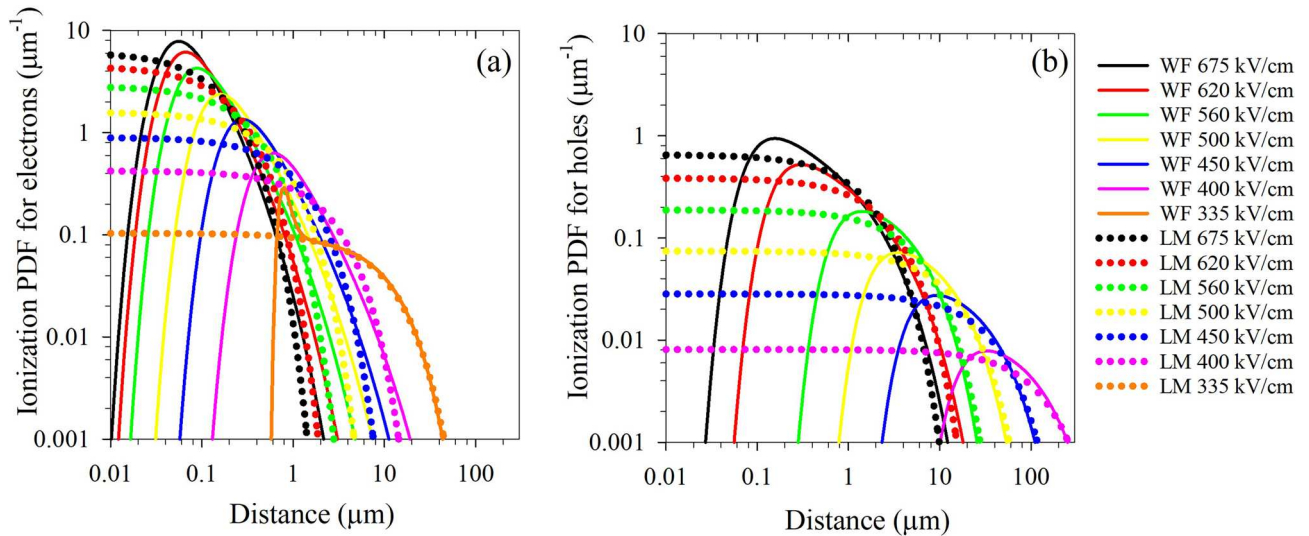 (a)
Ionization PDF for electrons (μm⁻¹)
10
1
0.1
0.01
0.001
0.01 0.1 1 10 100
Distance (μm)
(b)
Ionization PDF for holes (μm⁻¹)
10
1
0.1
0.01
0.001
0.01 0.1 1 10 100
Distance (μm)
WF 675 kV/cm
WF 620 kV/cm
WF 560 kV/cm
WF 500 kV/cm
WF 450 kV/cm
WF 400 kV/cm
WF 335 kV/cm
LM 675 kV/cm
LM 620 kV/cm
LM 560 kV/cm
LM 500 kV/cm
LM 450 kV/cm
LM 400 kV/cm
LM 335 kV/cm